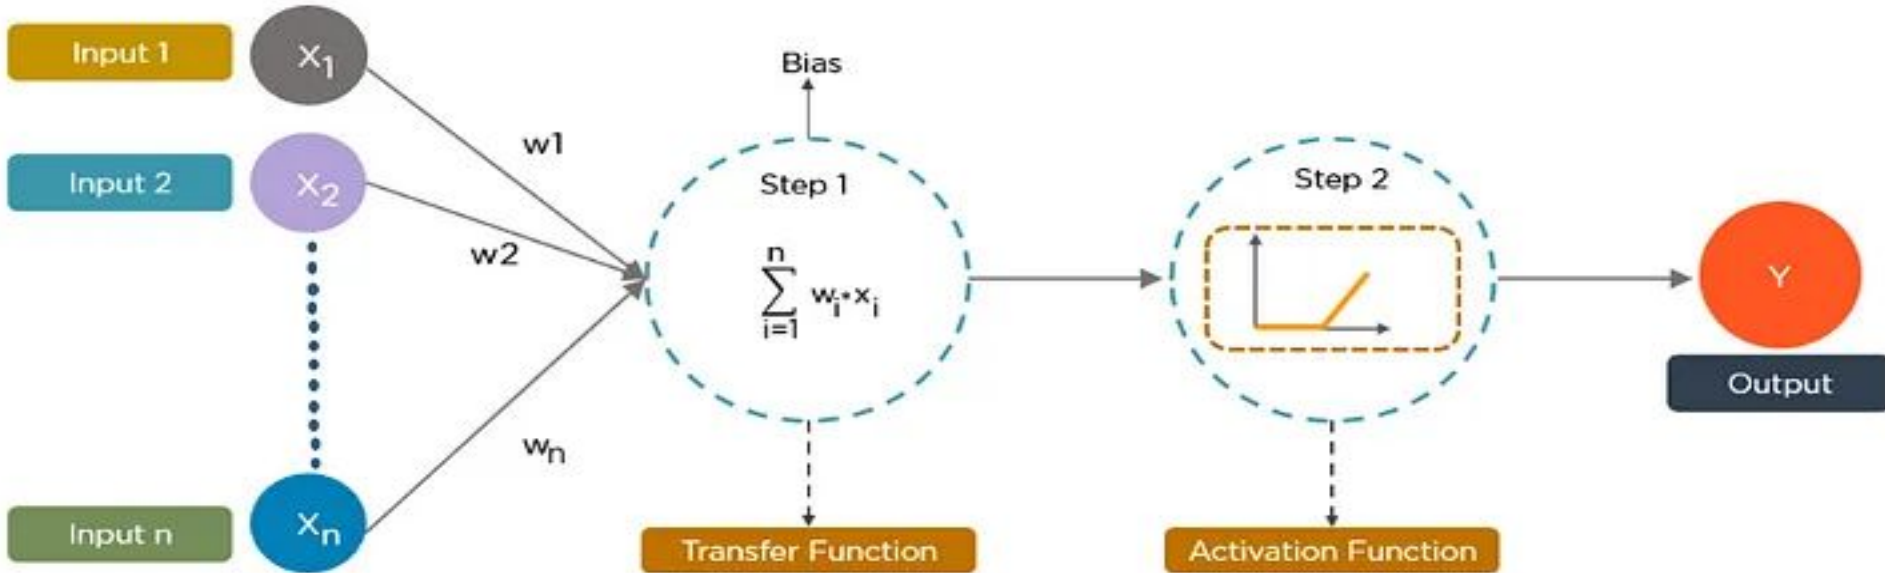 Input 1
X₁
Input 2
X₂
Input n
Xₙ
w1
w2
wₙ
Bias
Step 1
n
∑ wᵢ*xᵢ
i=1
Transfer Function
Step 2
Activation Function
Y
Output